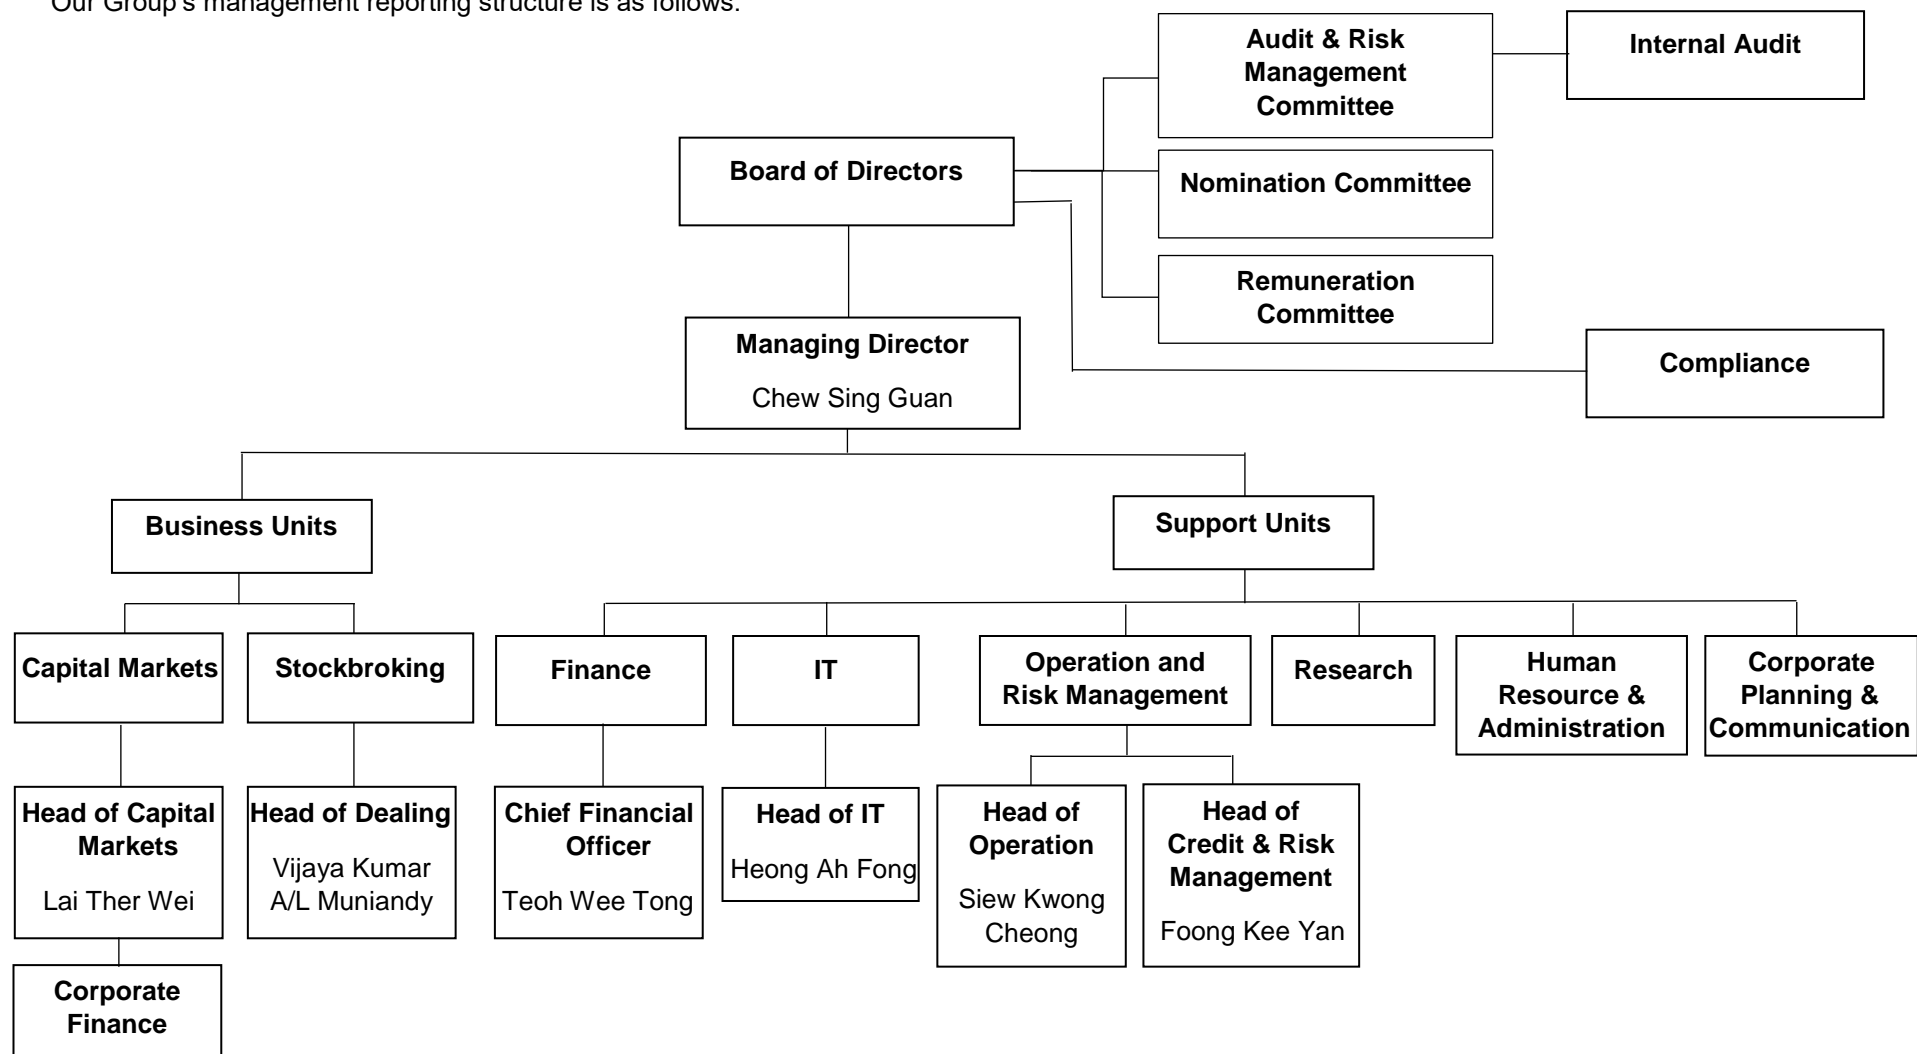 Our Group's management reporting structure is as follows:
Audit & Risk
Management
Committee
Internal Audit
Board of Directors
Nomination Committee
Remuneration
Committee
Managing Director
Chew Sing Guan
Compliance
Business Units
Support Units
Capital Markets
Stockbroking
Finance
IT
Operation and
Risk Management
Research
Human
Resource &
Administration
Corporate
Planning &
Communication
Head of Capital
Markets
Lai Ther Wei
Head of Dealing
Vijaya Kumar
A/L Muniandy
Chief Financial
Officer
Teoh Wee Tong
Head of IT
Heong Ah Fong
Head of
Operation
Siew Kwong
Cheong
Head of
Credit & Risk
Management
Foong Kee Yan
Corporate
Finance